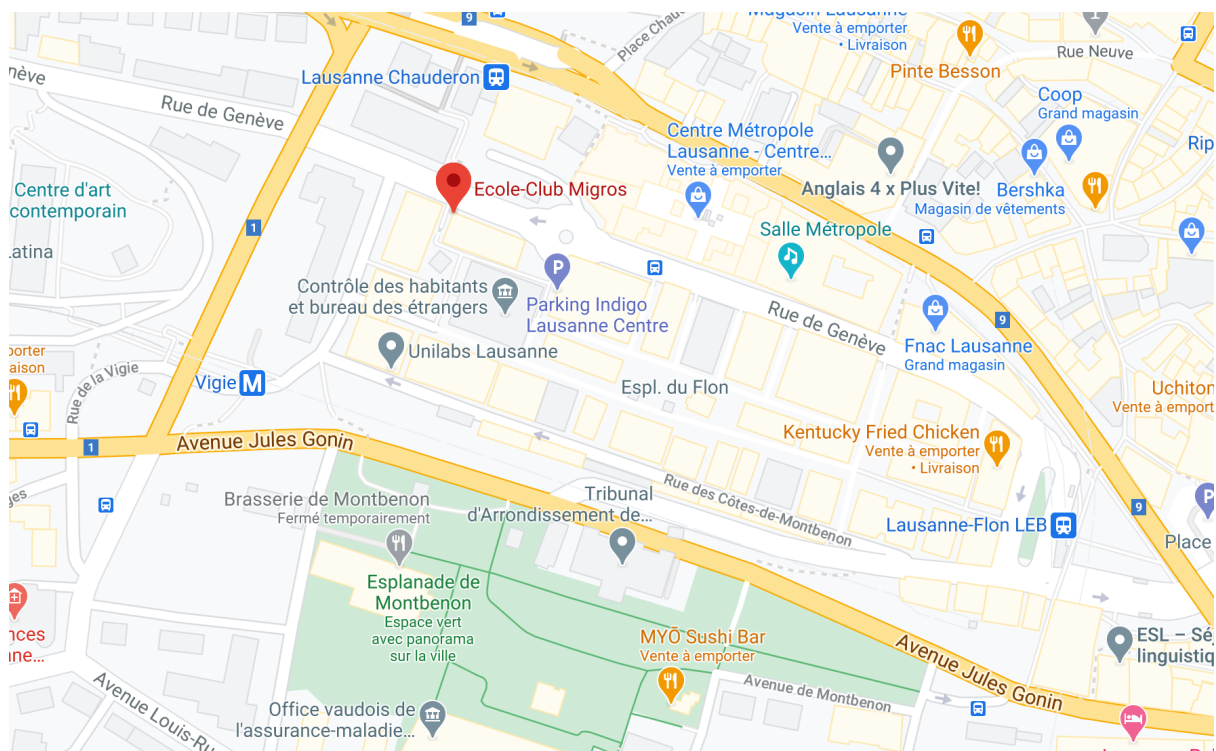 9
Place Chau
Magasin Lausanne
Vente à emporter
• Livraison
Pinte Besson
Rue Neuve
Lausanne Chauderon
Rue de Genève
nève
Coop
Grand magasin
Centre Métropole
Lausanne - Centre...
Vente à emporter
Rip
Anglais 4 x Plus Vite!
Bershka
Magasin de vêtements
Centre d'art
contemporain
Ecole-Club Migros
1
Salle Métropole
atina
Contrôle des habitants
et bureau des étrangers
P
Parking Indigo
Lausanne Centre
Rue de Genève
9
Fnac Lausanne
Grand magasin
Unilabs Lausanne
porter
aison
Rue de la Vigie
Vigie M
Espl. du Flon
Uchiton
Vente à emport
1
Avenue Jules Gonin
Kentucky Fried Chicken
Vente à emporter
• Livraison
Rue des Côtes-de-Montbenon
Brasserie de Montbenon
Fermé temporairement
Tribunal
d'Arrondissement de...
9
P
Lausanne-Flon LEB
Place
ges
Esplanade de
Montbenon
Espace vert
avec panorama
sur la ville
nces
nne...
MYŌ Sushi Bar
Vente à emporter
Avenue Jules Gonin
ESL – Sé
linguistiq
Avenue de Montbenon
Avenue Louis-Ru
Office vaudois de
l'assurance-maladie...